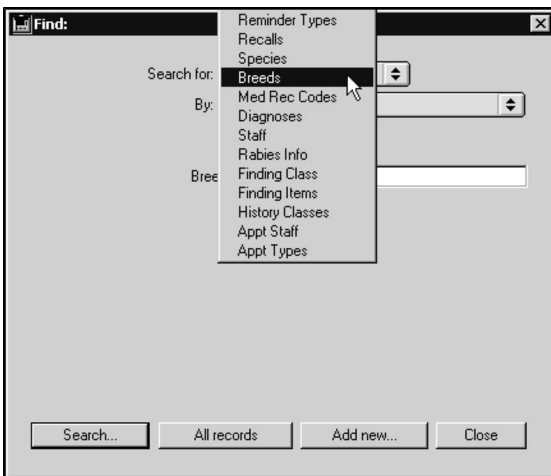 Find:
Reminder Types
Recalls
Species
Search for:
Breeds
By:
Med Rec Codes
Diagnoses
Staff
Rabies Info
Bree
Finding Class
Finding Items
History Classes
Appt Staff
Appt Types
Search...
All records
Add new...
Close